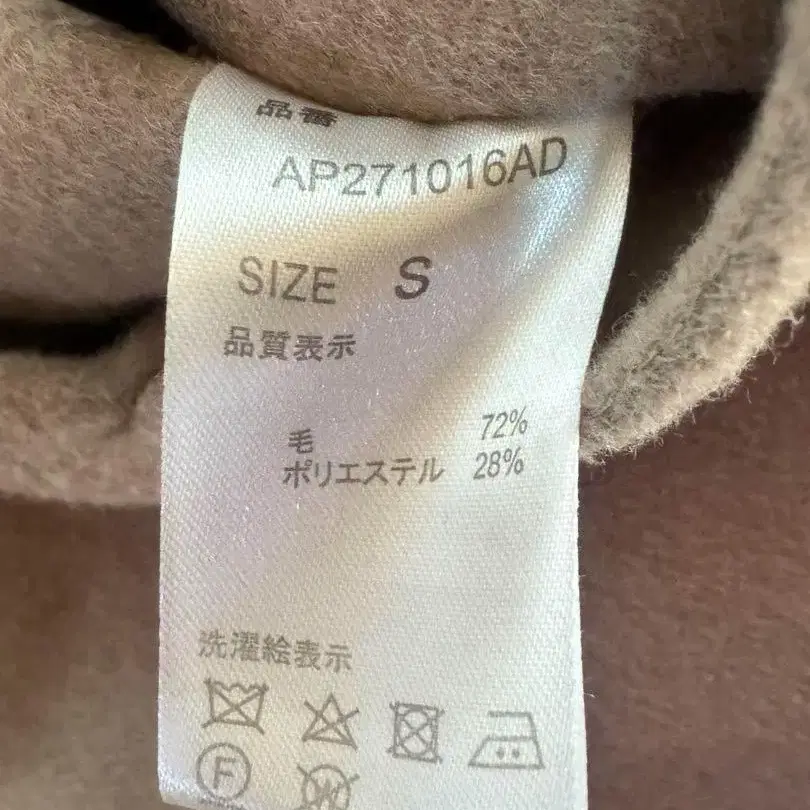 品番
AP271016AD
SIZE S
品質表示
毛 72%
ポリエステル 28%
洗濯絵表示
F W